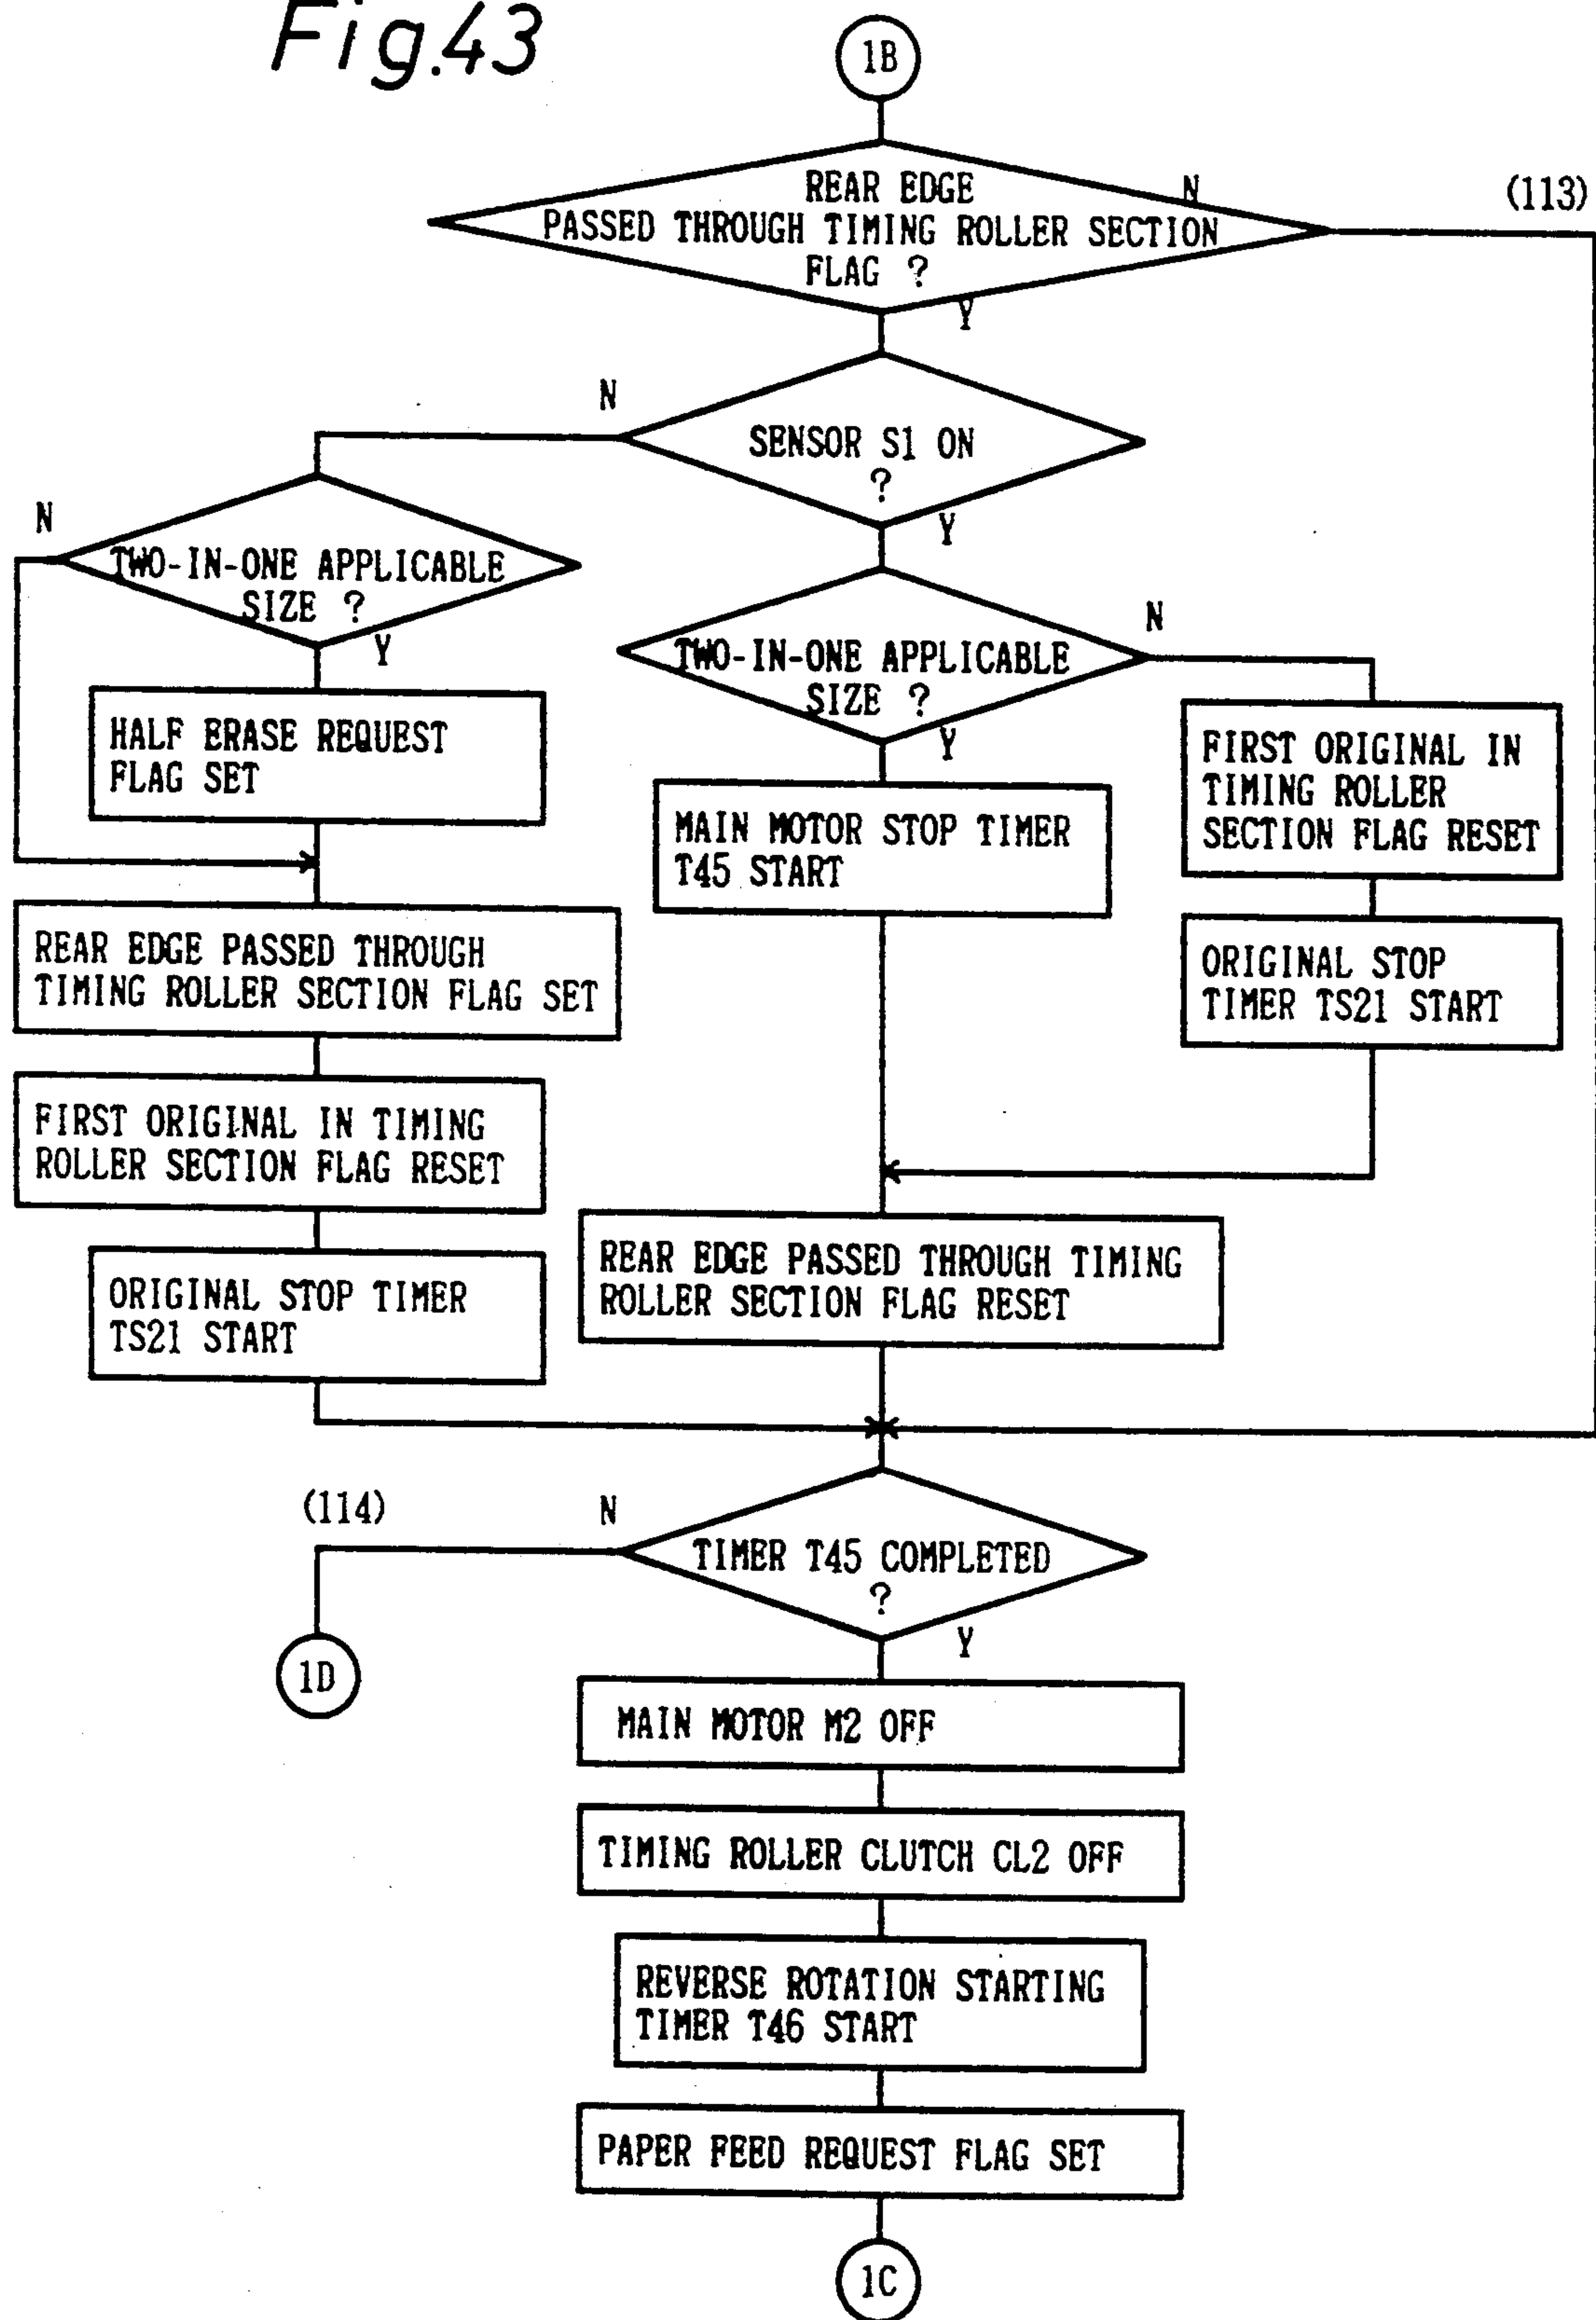 Fig.43
1B
REAR EDGE
PASSED THROUGH TIMING ROLLER SECTION
FLAG ?
N
(113)
Y
SENSOR S1 ON
?
N
Y
TWO-IN-ONE APPLICABLE
SIZE ?
N
Y
HALF ERASE REQUEST
FLAG SET
REAR EDGE PASSED THROUGH
TIMING ROLLER SECTION FLAG SET
FIRST ORIGINAL IN TIMING
ROLLER SECTION FLAG RESET
ORIGINAL STOP TIMER
TS21 START
TWO-IN-ONE APPLICABLE
SIZE ?
N
Y
MAIN MOTOR STOP TIMER
T45 START
FIRST ORIGINAL IN
TIMING ROLLER
SECTION FLAG RESET
ORIGINAL STOP
TIMER TS21 START
REAR EDGE PASSED THROUGH TIMING
ROLLER SECTION FLAG RESET
TIMER T45 COMPLETED
?
(114)
N
Y
1D
MAIN MOTOR M2 OFF
TIMING ROLLER CLUTCH CL2 OFF
REVERSE ROTATION STARTING
TIMER T46 START
PAPER FEED REQUEST FLAG SET
1C